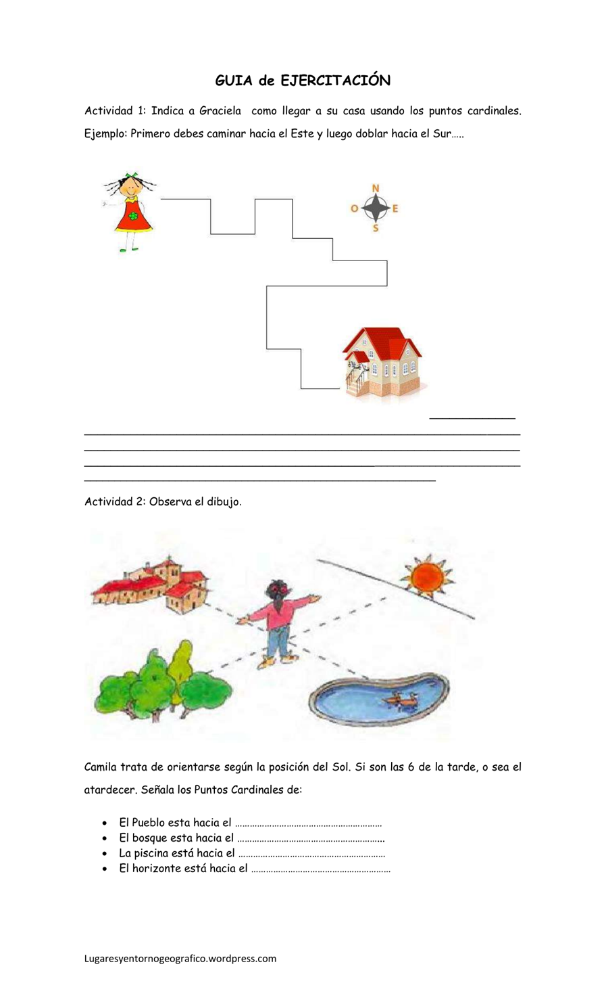 GUIA de EJERCITACIÓN
Actividad 1: Indica a Graciela como llegar a su casa usando los puntos cardinales.
Ejemplo: Primero debes caminar hacia el Este y luego doblar hacia el Sur…..
N
O E
S
Actividad 2: Observa el dibujo.
Camila trata de orientarse según la posición del Sol. Si son las 6 de la tarde, o sea el
atardecer. Señala los Puntos Cardinales de:
• El Pueblo esta hacia el ……………………………………………………
• El bosque esta hacia el ……………………………………………………..
• La piscina está hacia el ……………………………………………………
• El horizonte está hacia el …………………………………………………
Lugaresyentornogeografico.wordpress.com